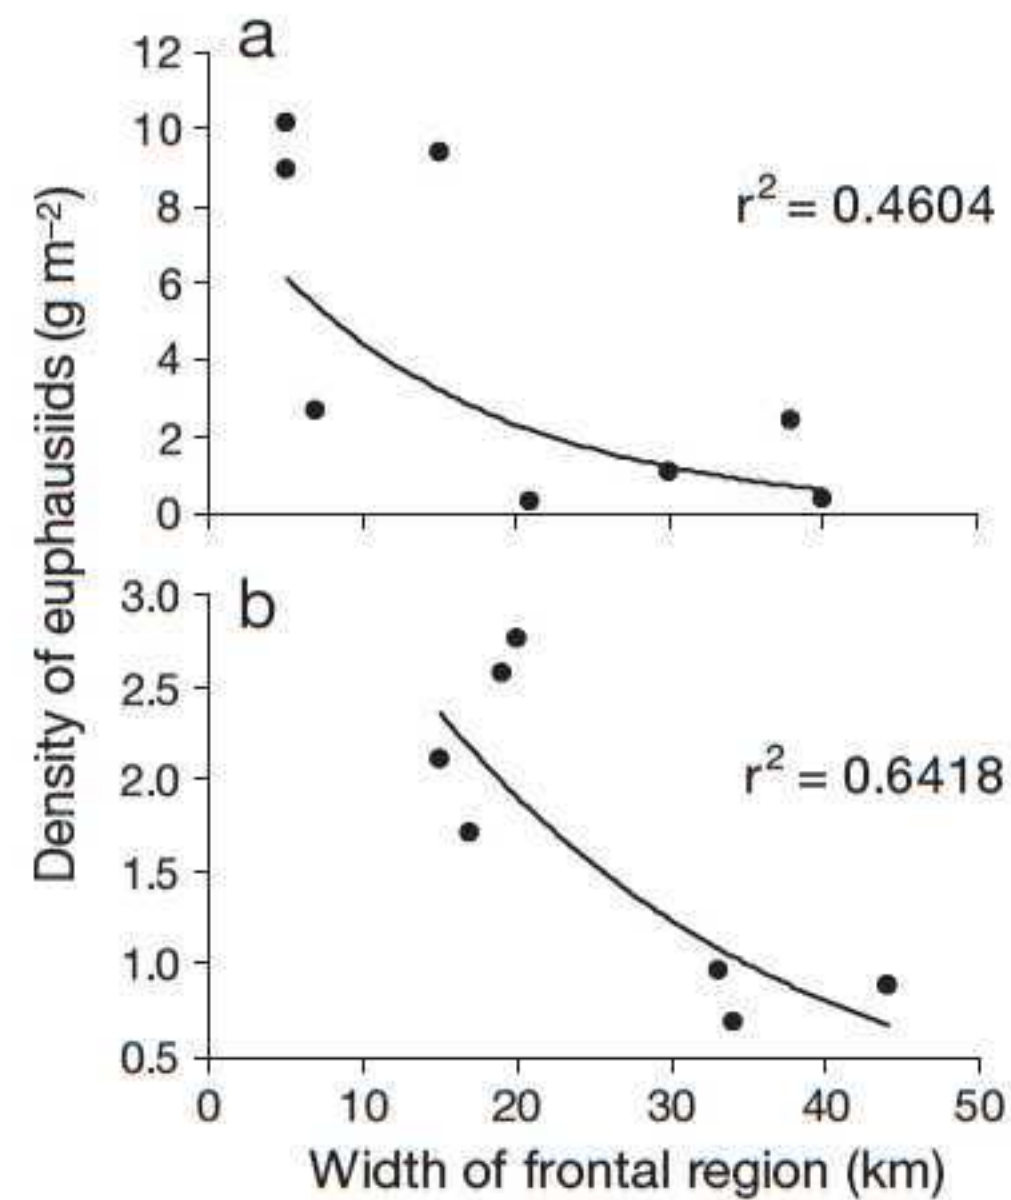 a
12
10
8
6
4
2
0
r² = 0.4604
b
3.0
2.5
2.0
1.5
1.0
0.5
r² = 0.6418
0 10 20 30 40 50
Width of frontal region (km)
Density of euphausiids (g m⁻²)